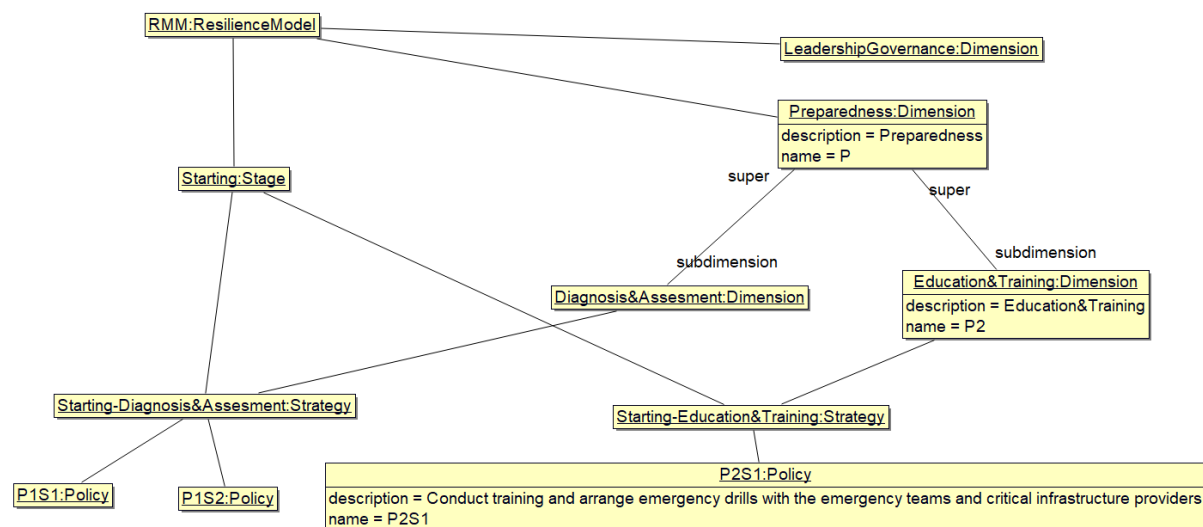 RMM:ResilienceModel
LeadershipGovernance:Dimension
Preparedness:Dimension
description = Preparedness
name = P
Starting:Stage
super
super
subdimension
subdimension
Education&Training:Dimension
description = Education&Training
name = P2
Diagnosis&Assesment:Dimension
Starting-Diagnosis&Assesment:Strategy
Starting-Education&Training:Strategy
P1S1:Policy
P1S2:Policy
P2S1:Policy
description = Conduct training and arrange emergency drills with the emergency teams and critical infrastructure providers
name = P2S1